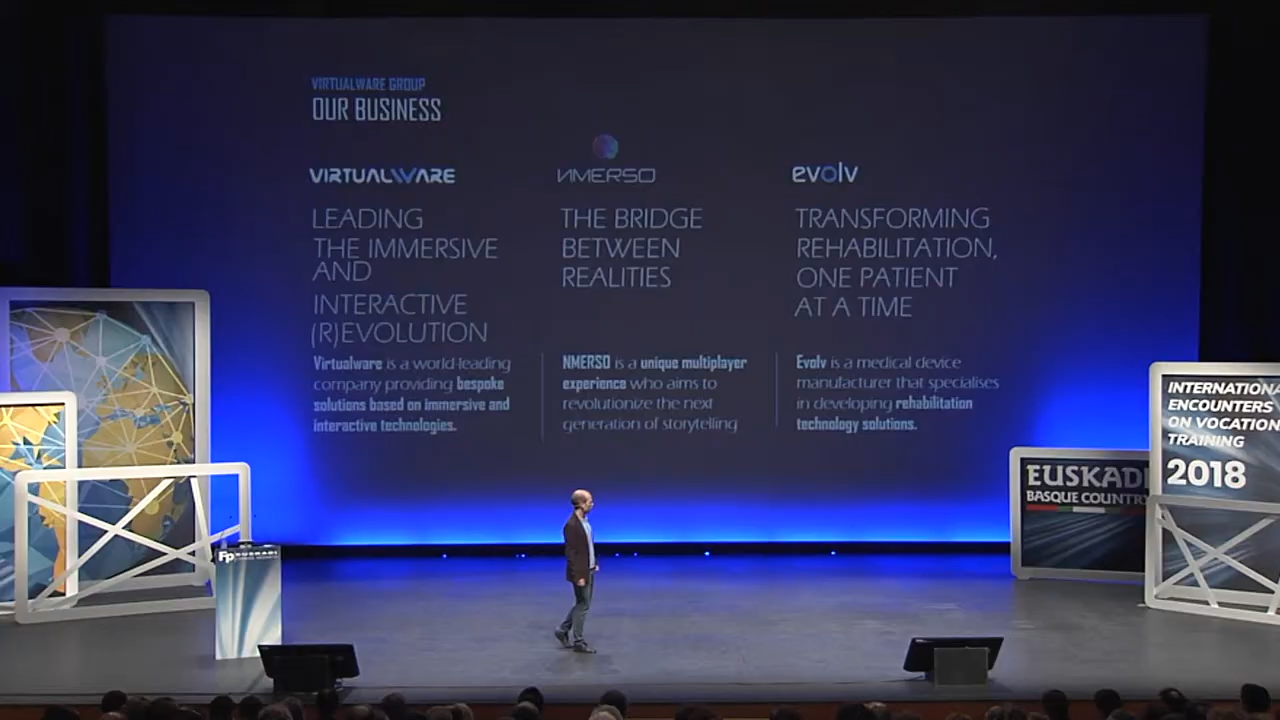 VIRTUALWARE GROUP
OUR BUSINESS
VIRTUALWARE
NMERSO
evolv
LEADING
THE IMMERSIVE
AND
INTERACTIVE
(R)EVOLUTION
Virtualware is a world-leading
company providing bespoke
solutions based on immersive and
interactive technologies.
THE BRIDGE
BETWEEN
REALITIES
NMERSO is a unique multiplayer
experience who aims to
revolutionize the next
generation of storytelling
TRANSFORMING
REHABILITATION,
ONE PATIENT
AT A TIME
Evolv is a medical device
manufacturer that specialises
in developing rehabilitation
technology solutions.
INTERNATIONA
ENCOUNTERS
ON VOCATION
TRAINING
2018
EUSKADI
BASQUE COUNTRY
Fp EUSKADI